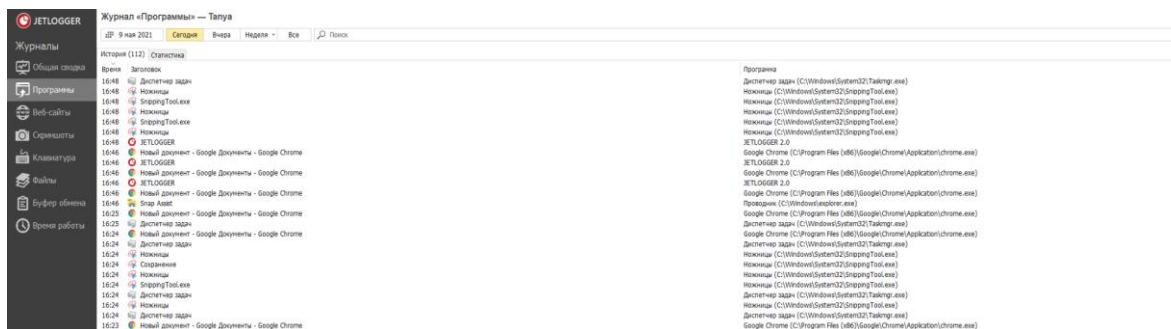 JETLOGGER
Журнал «Программы» — Tanya
9 мая 2021 Сегодня Вчера Неделя Все Поиск
Журналы
Общая сводка
Программы
Веб-сайты
Скриншоты
Клавиатура
Файлы
Буфер обмена
Время работы
История (112) Статистика
Время Заголовок Программа
16:48 Диспетчер задач Диспетчер задач (C:\Windows\System32\Taskmgr.exe)
16:48 Ножницы Ножницы (C:\Windows\System32\SnippingTool.exe)
16:48 SnippingTool.exe Ножницы (C:\Windows\System32\SnippingTool.exe)
16:48 Ножницы Ножницы (C:\Windows\System32\SnippingTool.exe)
16:48 SnippingTool.exe Ножницы (C:\Windows\System32\SnippingTool.exe)
16:48 Ножницы Ножницы (C:\Windows\System32\SnippingTool.exe)
16:48 JETLOGGER JETLOGGER 2.0
16:46 Новый документ - Google Документы - Google Chrome Google Chrome (C:\Program Files (x86)\Google\Chrome\Application\chrome.exe)
16:46 JETLOGGER JETLOGGER 2.0
16:46 Новый документ - Google Документы - Google Chrome Google Chrome (C:\Program Files (x86)\Google\Chrome\Application\chrome.exe)
16:46 JETLOGGER JETLOGGER 2.0
16:46 Новый документ - Google Документы - Google Chrome Google Chrome (C:\Program Files (x86)\Google\Chrome\Application\chrome.exe)
16:46 Snap Assist Проводник (C:\Windows\explorer.exe)
16:25 Новый документ - Google Документы - Google Chrome Google Chrome (C:\Program Files (x86)\Google\Chrome\Application\chrome.exe)
16:25 Диспетчер задач Диспетчер задач (C:\Windows\System32\Taskmgr.exe)
16:24 Новый документ - Google Документы - Google Chrome Google Chrome (C:\Program Files (x86)\Google\Chrome\Application\chrome.exe)
16:24 Диспетчер задач Диспетчер задач (C:\Windows\System32\Taskmgr.exe)
16:24 Ножницы Ножницы (C:\Windows\System32\SnippingTool.exe)
16:24 Сохранение Ножницы (C:\Windows\System32\SnippingTool.exe)
16:24 Ножницы Ножницы (C:\Windows\System32\SnippingTool.exe)
16:24 SnippingTool.exe Ножницы (C:\Windows\System32\SnippingTool.exe)
16:24 Диспетчер задач Диспетчер задач (C:\Windows\System32\Taskmgr.exe)
16:24 Ножницы Ножницы (C:\Windows\System32\SnippingTool.exe)
16:24 Диспетчер задач Диспетчер задач (C:\Windows\System32\Taskmgr.exe)
16:23 Новый документ - Google Документы - Google Chrome Google Chrome (C:\Program Files (x86)\Google\Chrome\Application\chrome.exe)